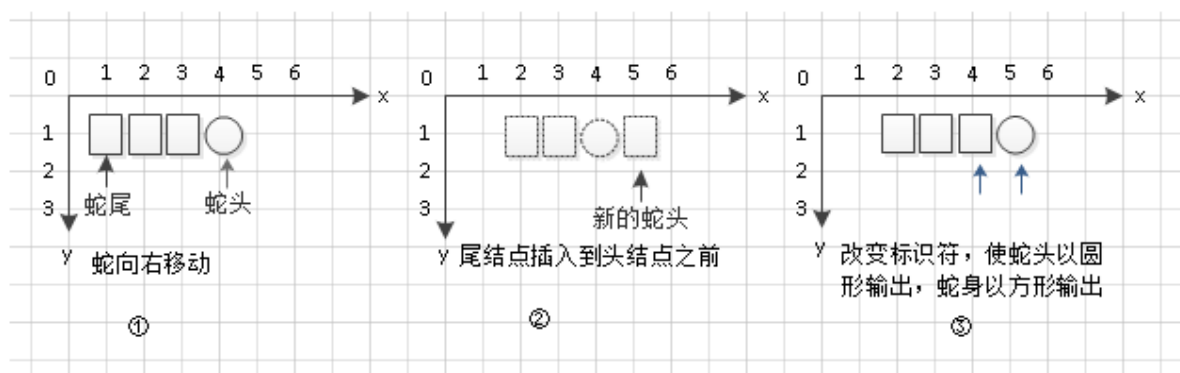 0 1 2 3 4 5 6 x
1
2
3
y
蛇尾
蛇头
蛇向右移动
①
0 1 2 3 4 5 6 x
1
2
3
y
新的蛇头
尾结点插入到头结点之前
②
0 1 2 3 4 5 6 x
1
2
3
y
改变标识符，使蛇头以圆
形输出，蛇身以方形输出
③